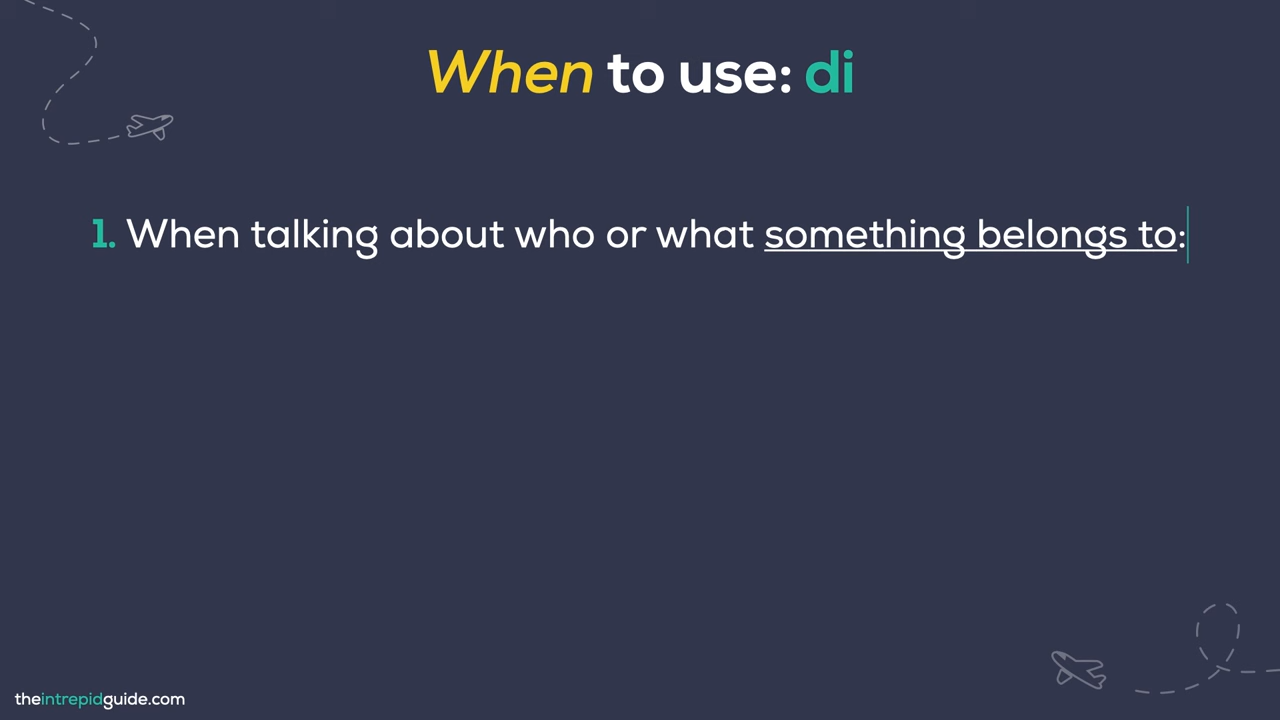 When to use: di
1. When talking about who or what something belongs to:
theintrepidguide.com